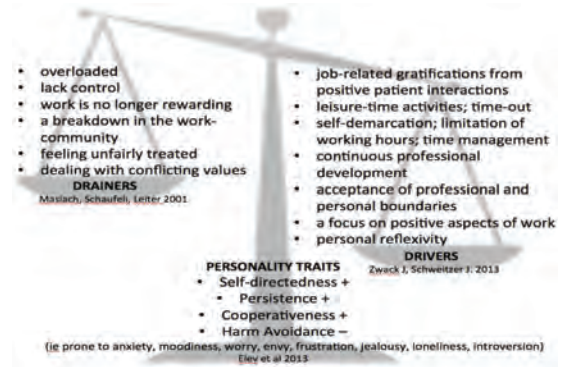 • overloaded
• lack control
• work is no longer rewarding
• a breakdown in the work-
community
• feeling unfairly treated
• dealing with conflicting values
DRAINERS
Maslach, Schaufeli, Leiter 2001
• job-related gratifications from
positive patient interactions
• leisure-time activities; time-out
• self-demarcation; limitation of
working hours; time management
• continuous professional
development
• acceptance of professional and
personal boundaries
• a focus on positive aspects of work
• personal reflexivity
DRIVERS
Zwack J, Schweitzer J. 2013
PERSONALITY TRAITS
• Self-directedness +
• Persistence +
• Cooperativeness +
• Harm Avoidance –
(ie prone to anxiety, moodiness, worry, envy, frustration, jealousy, loneliness, introversion)
Eley et al 2013